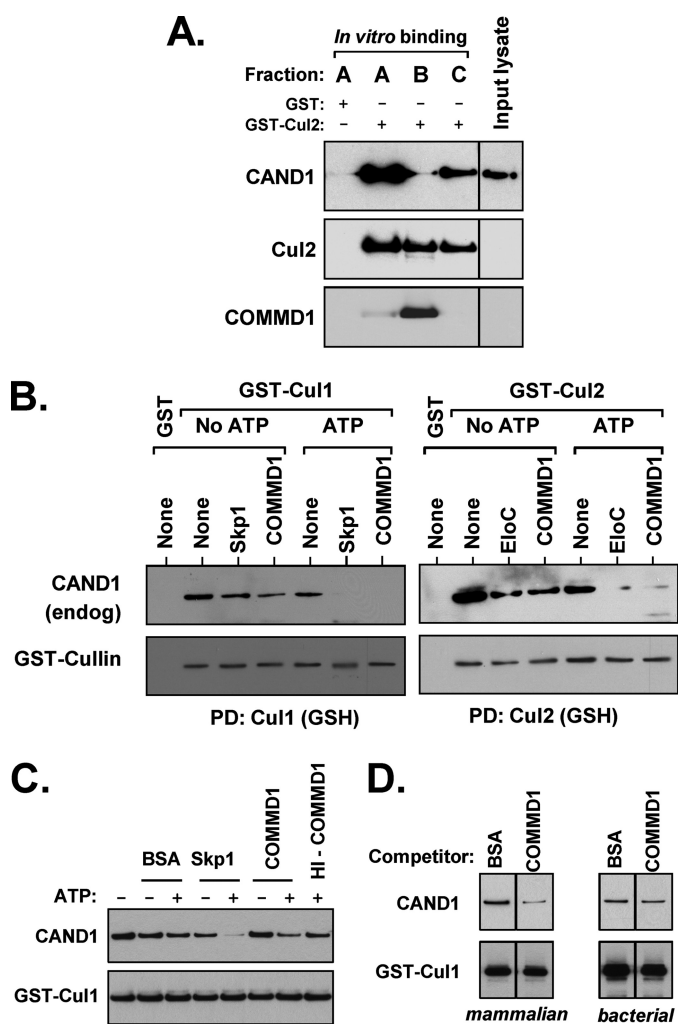 A.
In vitro binding
Fraction: A A B C
Input lysate
GST: + – – –
GST-Cul2: – + + +
CAND1
Cul2
COMMD1
B.
GST-Cul1
GST-Cul2
GST
No ATP
ATP
GST
No ATP
ATP
None
None
Skp1
COMMD1
None
Skp1
COMMD1
None
None
EloC
COMMD1
None
EloC
COMMD1
CAND1
(endog)
GST-Cullin
PD: Cul1 (GSH)
PD: Cul2 (GSH)
C.
BSA
Skp1
COMMD1
HI - COMMD1
ATP: – – + – + – + +
CAND1
GST-Cul1
D.
Competitor:
BSA
COMMD1
BSA
COMMD1
CAND1
GST-Cul1
mammalian
bacterial